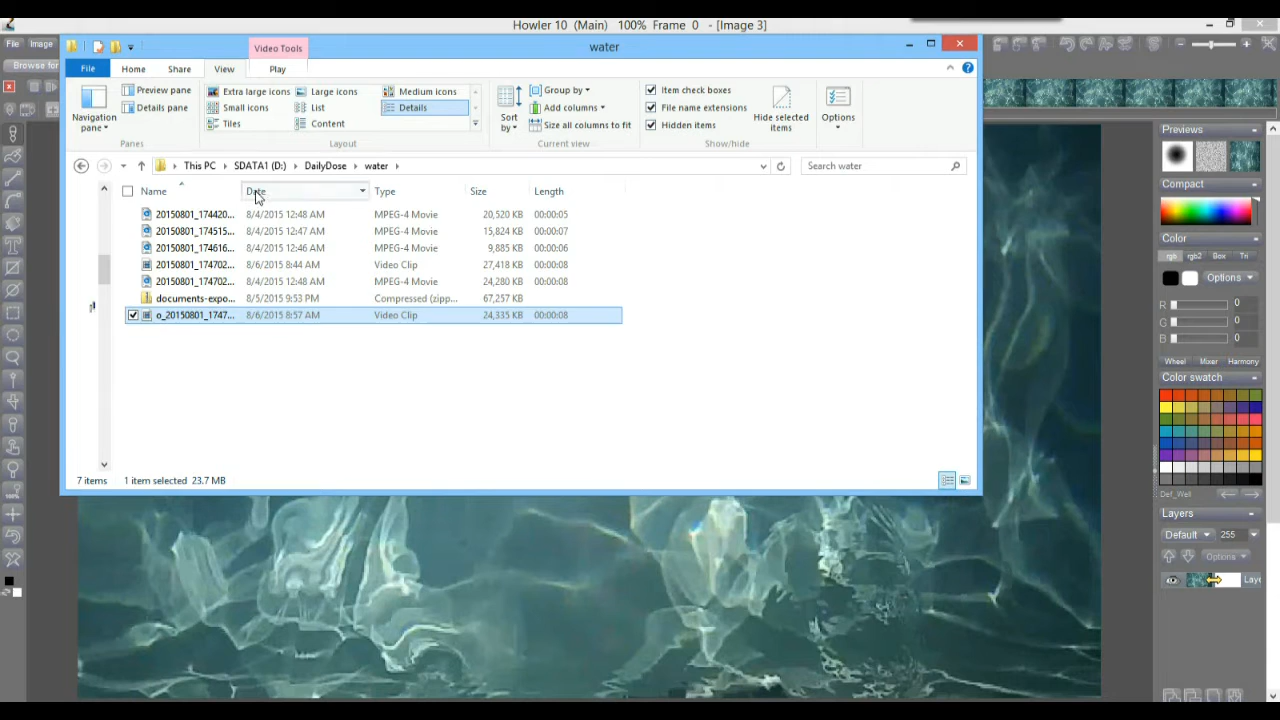 Howler 10 (Main) 100% Frame 0 - [Image 3]
File Image
Video Tools
water
File Home Share View Play
Browse for
Preview pane
Details pane
Navigation pane
Panes
Extra large icons Large icons Medium icons
Small icons List Details
Tiles Content
Layout
Sort by
Group by
Add columns
Size all columns to fit
Current view
Item check boxes
File name extensions
Hidden items
Hide selected items
Show/hide
Options
This PC SDATA1 (D:) DailyDose water
Search water
Name Date Type Size Length
20150801_174420... 8/4/2015 12:48 AM MPEG-4 Movie 20,520 KB 00:00:05
20150801_174515... 8/4/2015 12:47 AM MPEG-4 Movie 15,824 KB 00:00:07
20150801_174616... 8/4/2015 12:46 AM MPEG-4 Movie 9,885 KB 00:00:06
20150801_174702... 8/6/2015 8:44 AM Video Clip 27,418 KB 00:00:08
20150801_174702... 8/4/2015 12:48 AM MPEG-4 Movie 24,280 KB 00:00:08
documents-expo... 8/5/2015 9:53 PM Compressed (zipp... 67,257 KB
o_20150801_1747... 8/6/2015 8:57 AM Video Clip 24,335 KB 00:00:08
7 items 1 item selected 23.7 MB
Previews
Compact
Color
rgb rgb2 Box Tri
Options
R 0
G 0
B 0
Wheel Mixer Harmony
Color swatch
Def_Well
Layers
Default 255
Options
Laye
100%